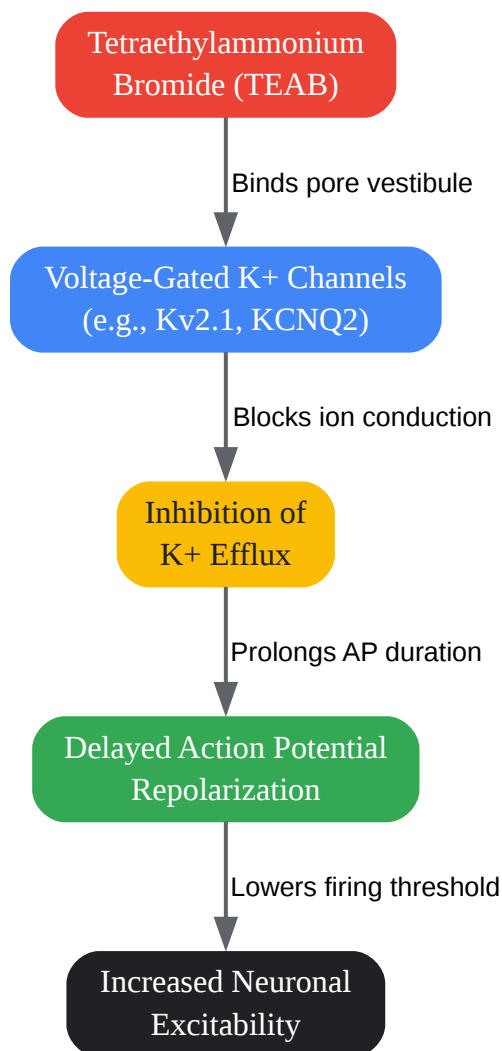 Tetraethylammonium
Bromide (TEAB)
Binds pore vestibule
Voltage-Gated K+ Channels
(e.g., Kv2.1, KCNQ2)
Blocks ion conduction
Inhibition of
K+ Efflux
Prolongs AP duration
Delayed Action Potential
Repolarization
Lowers firing threshold
Increased Neuronal
Excitability